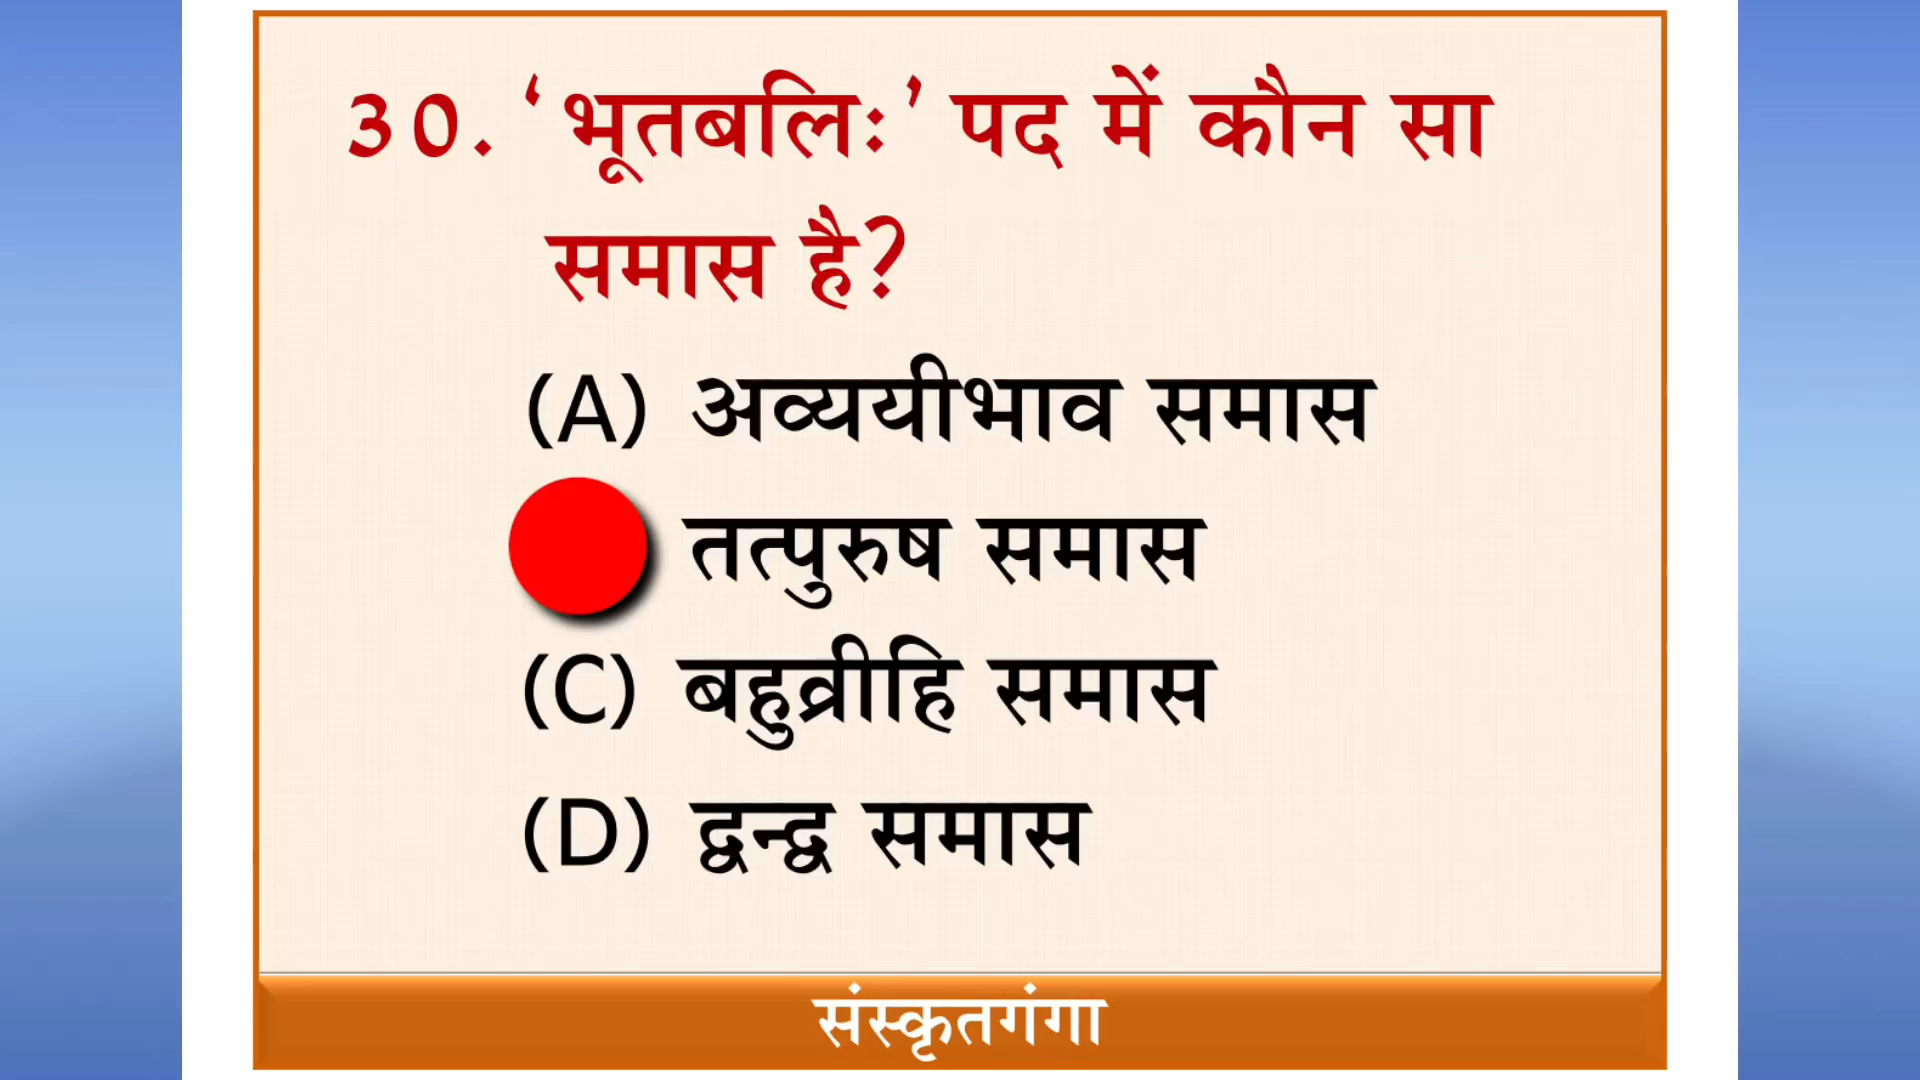 30. ‘भूतबलिः’ पद में कौन सा
समास है?
(A) अव्ययीभाव समास
तत्पुरुष समास
(C) बहुव्रीहि समास
(D) द्वन्द्व समास
संस्कृतगंगा